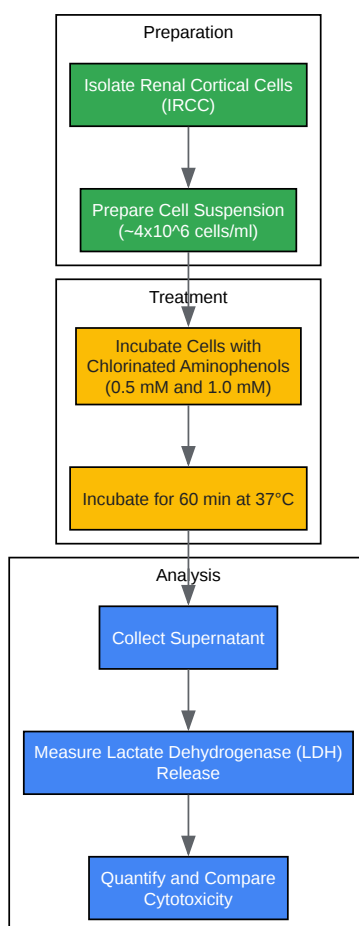 Preparation
Isolate Renal Cortical Cells
(IRCC)
Prepare Cell Suspension
(~4x10^6 cells/ml)
Treatment
Incubate Cells with
Chlorinated Aminophenols
(0.5 mM and 1.0 mM)
Incubate for 60 min at 37°C
Analysis
Collect Supernatant
Measure Lactate Dehydrogenase (LDH)
Release
Quantify and Compare
Cytotoxicity